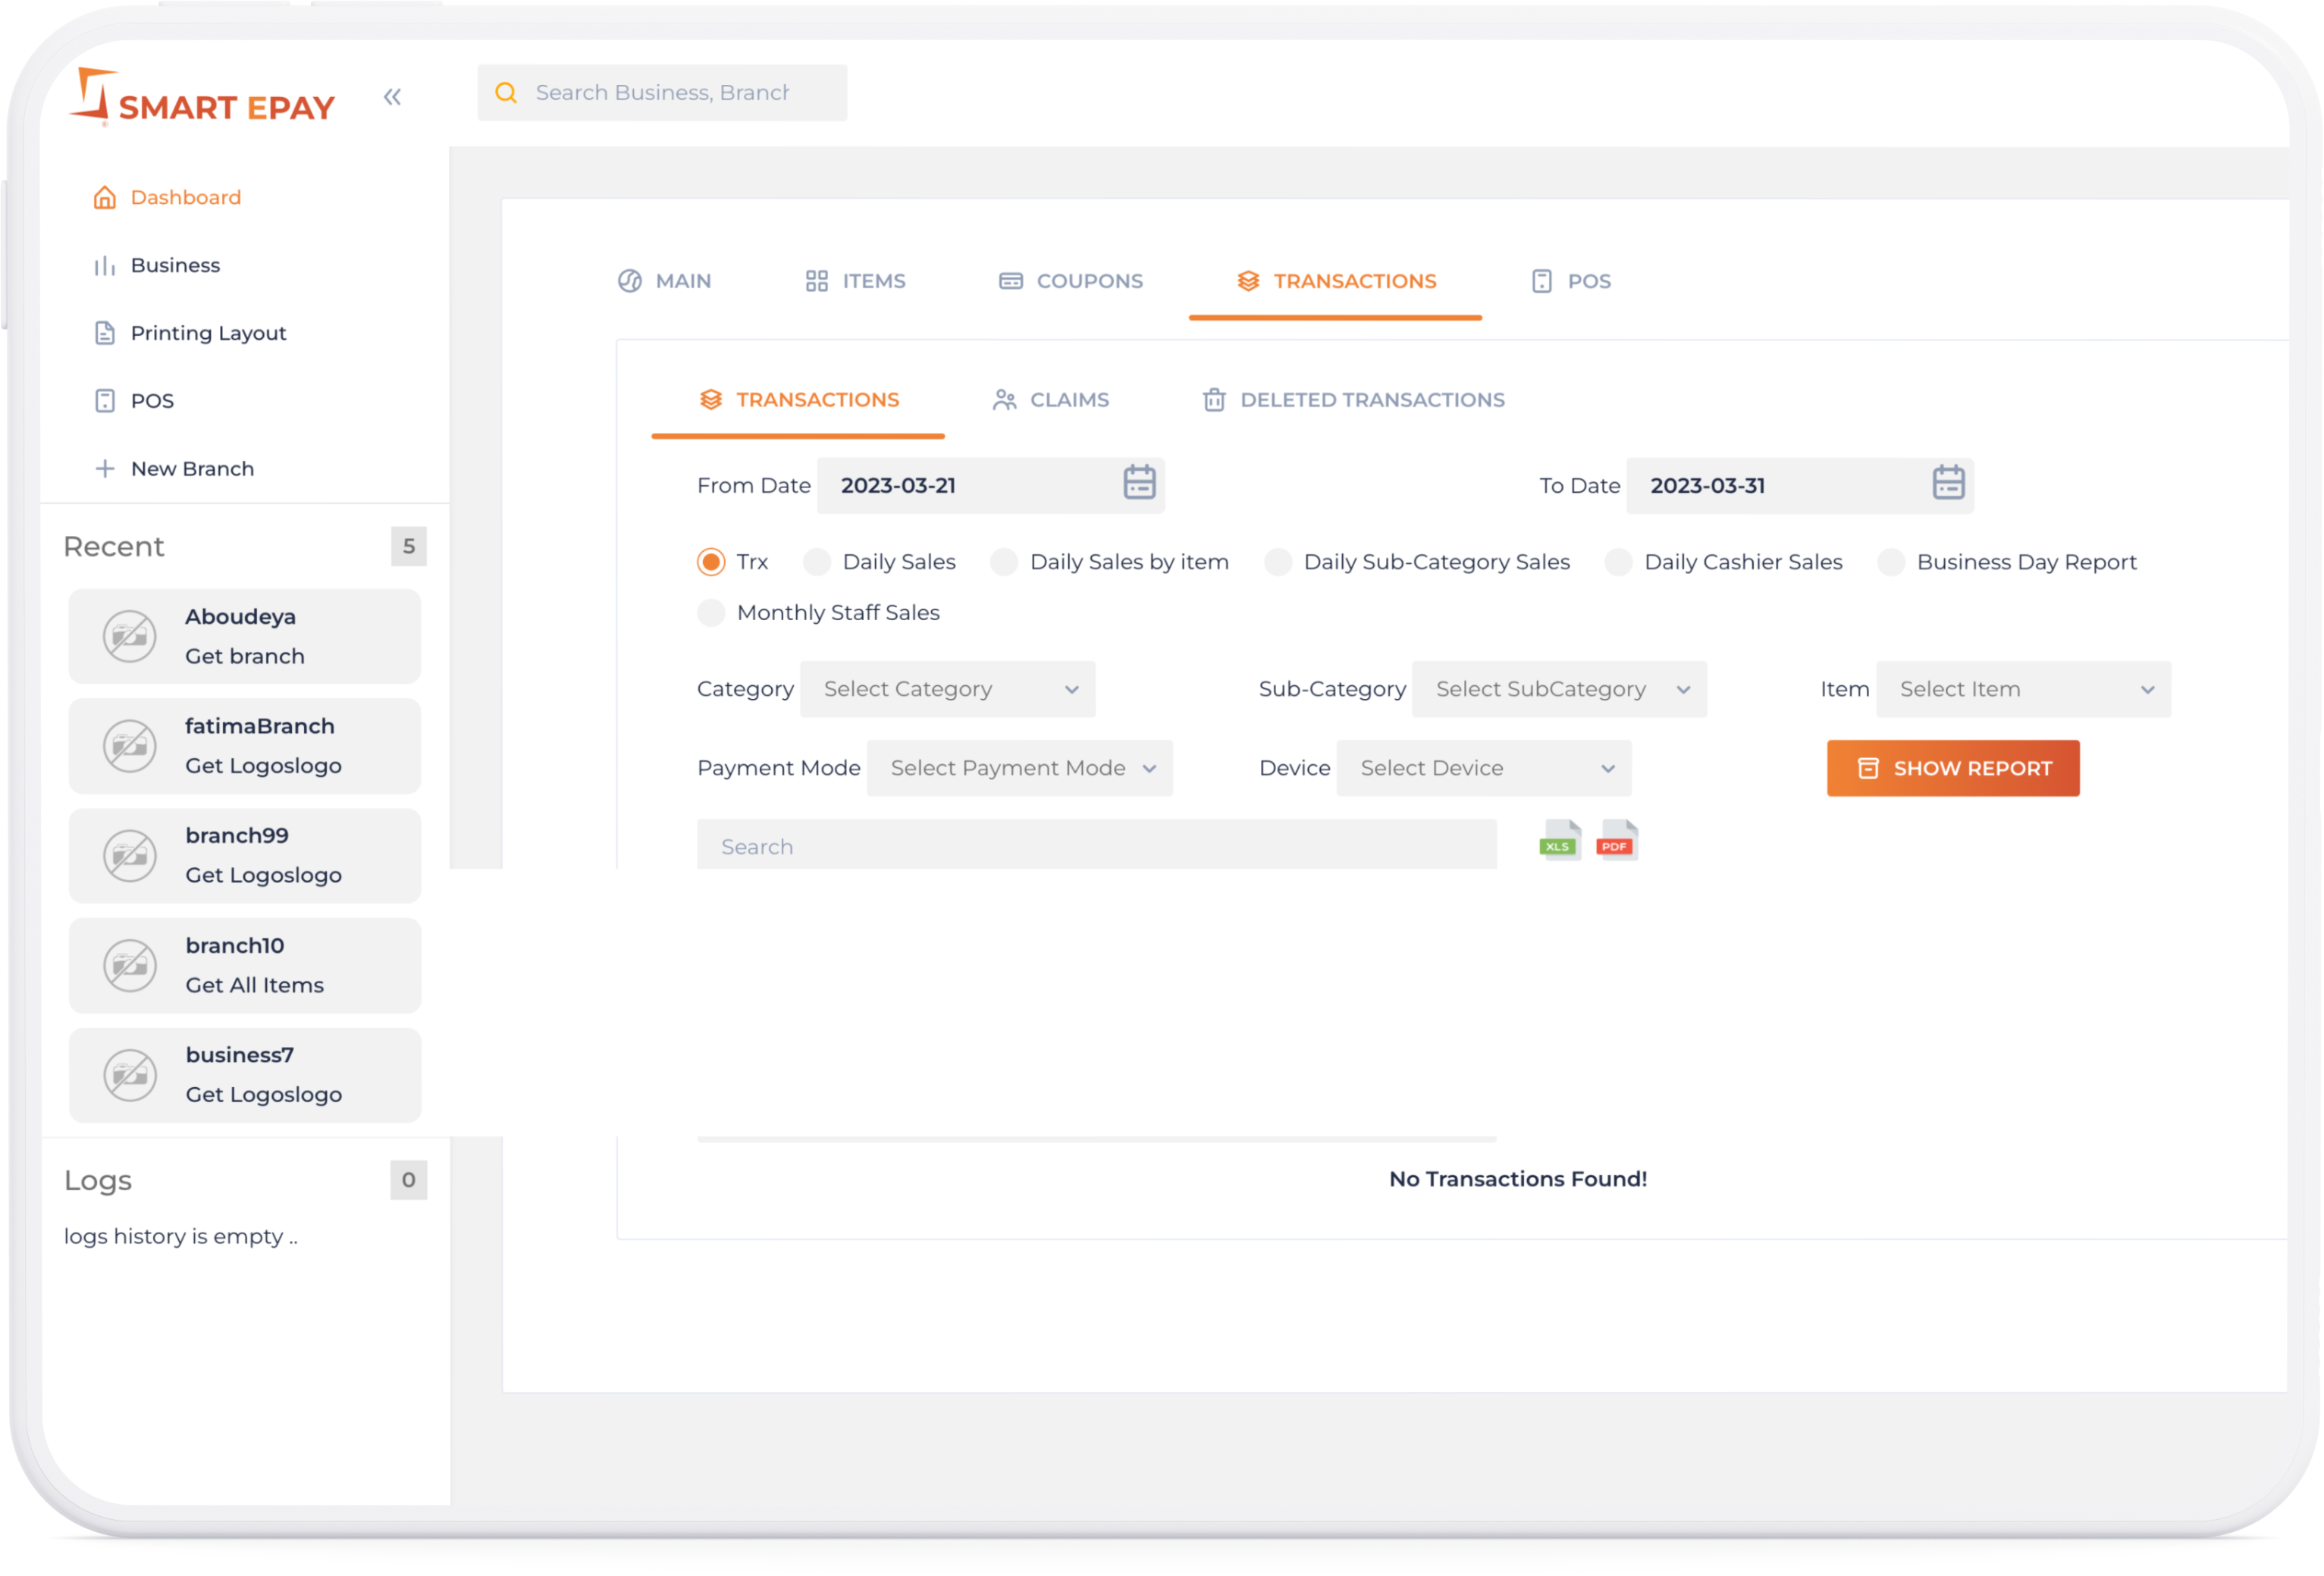 SMART EPAY
Search Business, Branch
Dashboard
Business
Printing Layout
POS
New Branch
Recent 5
Aboudeya
Get branch
fatimaBranch
Get Logoslogo
branch99
Get Logoslogo
branch10
Get All Items
business7
Get Logoslogo
Logs 0
logs history is empty ..
MAIN ITEMS COUPONS TRANSACTIONS POS
TRANSACTIONS CLAIMS DELETED TRANSACTIONS
From Date 2023-03-21 To Date 2023-03-31
Trx Daily Sales Daily Sales by item Daily Sub-Category Sales Daily Cashier Sales Business Day Report
Monthly Staff Sales
Category Select Category Sub-Category Select SubCategory Item Select Item
Payment Mode Select Payment Mode Device Select Device SHOW REPORT
Search XLS PDF
No Transactions Found!